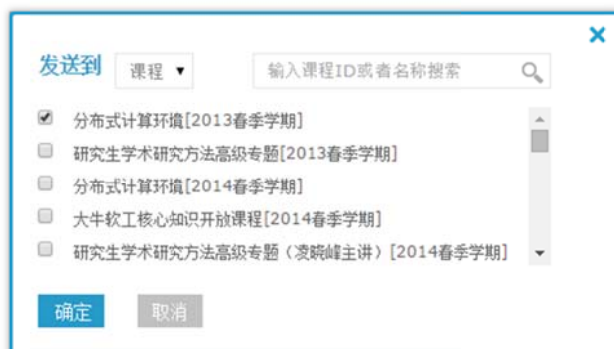 发送到 课程 输入课程ID或者名称搜索
分布式计算环境[2013春季学期]
研究生学术研究方法高级专题[2013春季学期]
分布式计算环境[2014春季学期]
大牛软工核心知识开放课程[2014春季学期]
研究生学术研究方法高级专题（凌晓峰主讲）[2014春季学期]
确定 取消